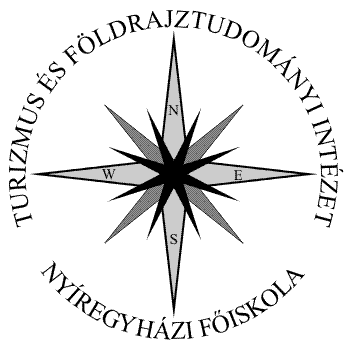 TURIZMUS ÉS FÖLDRAJZTUDOMÁNYI INTÉZET
N
W
E
S
NYÍREGYHÁZI FŐISKOLA